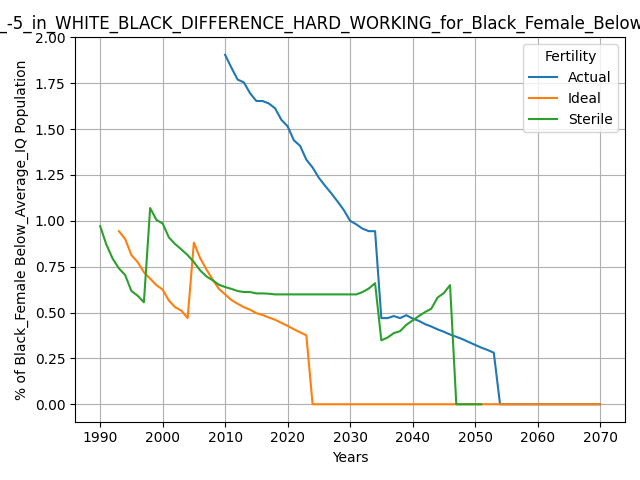 _-5_in_WHITE_BLACK_DIFFERENCE_HARD_WORKING_for_Black_Female_Below
2.00
1.75
1.50
1.25
1.00
0.75
0.50
0.25
0.00
% of Black_Female Below_Average_IQ Population
Fertility
Actual
Ideal
Sterile
1990 2000 2010 2020 2030 2040 2050 2060 2070
Years